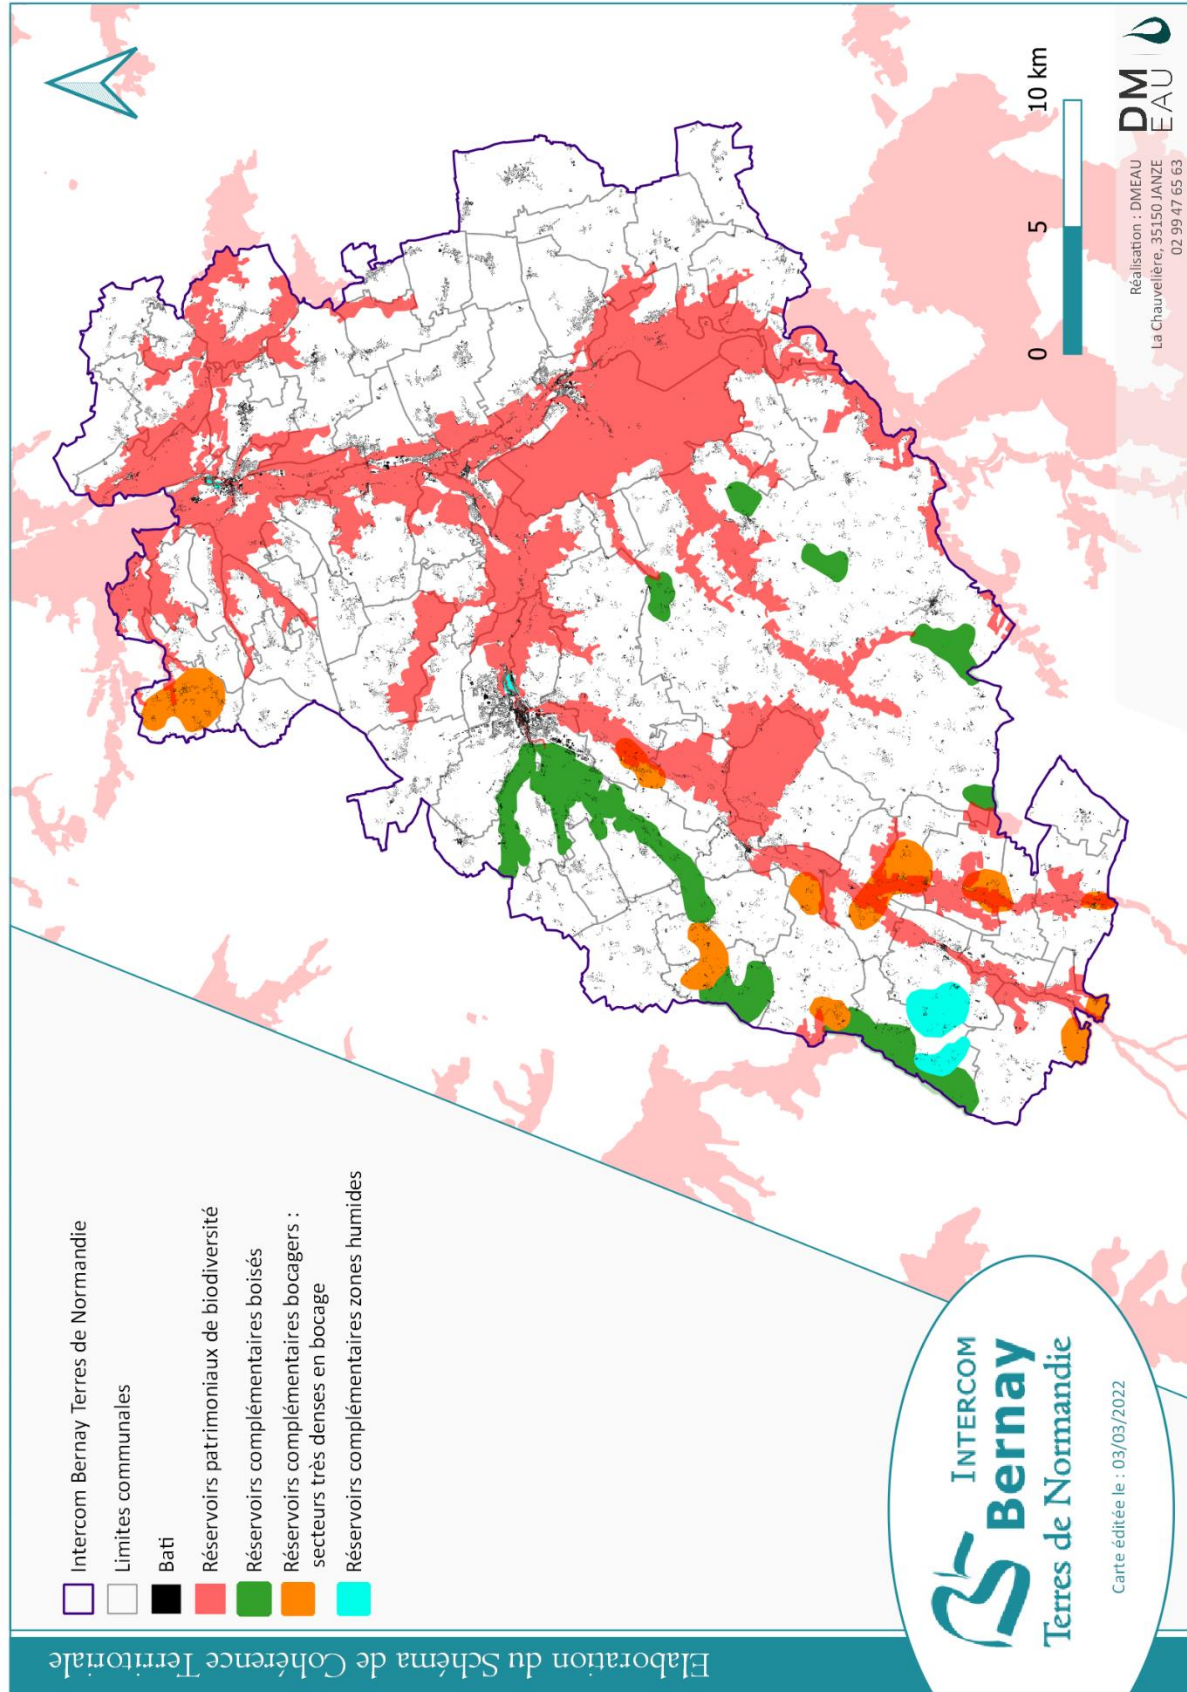 Elaboration du Schéma de Cohérence Territoriale
Intercom Bernay Terres de Normandie
Limites communales
Bati
Réservoirs patrimoniaux de biodiversité
Réservoirs complémentaires boisés
Réservoirs complémentaires bocagers :
secteurs très denses en bocage
Réservoirs complémentaires zones humides
INTERCOM
Bernay
Terres de Normandie
Carte éditée le : 03/03/2022
0 5 10 km
Réalisation : DMEAU
La Chauvelière, 35150 JANZE
02 99 47 65 63
DM
EAU